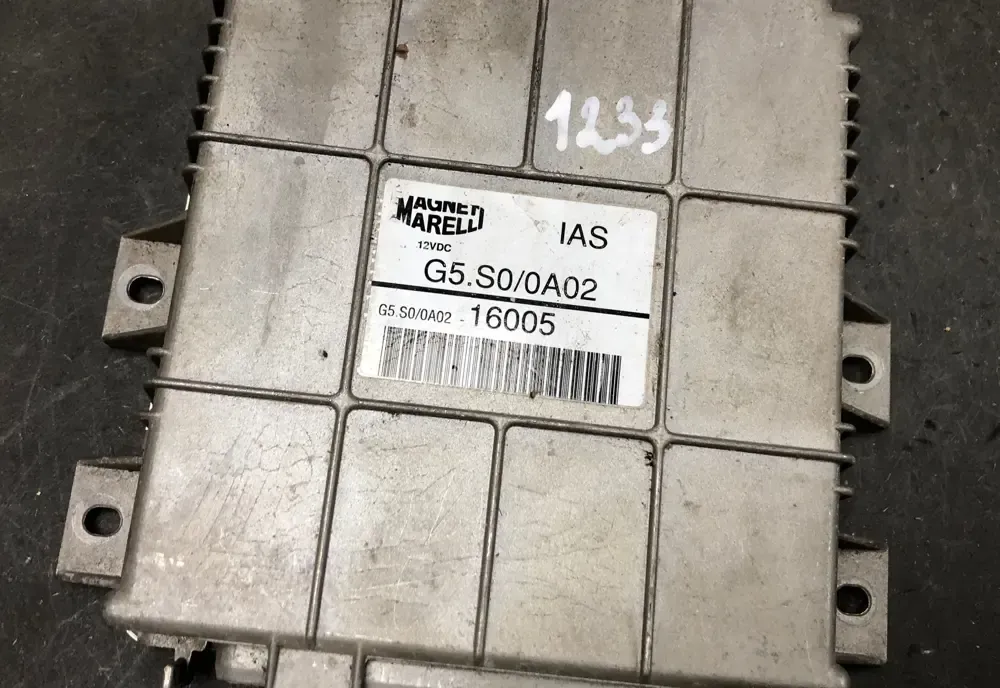 1233
MAGNETI
MARELLI
IAS
12VDC
G5.S0/0A02
G5.S0/0A02 - 16005